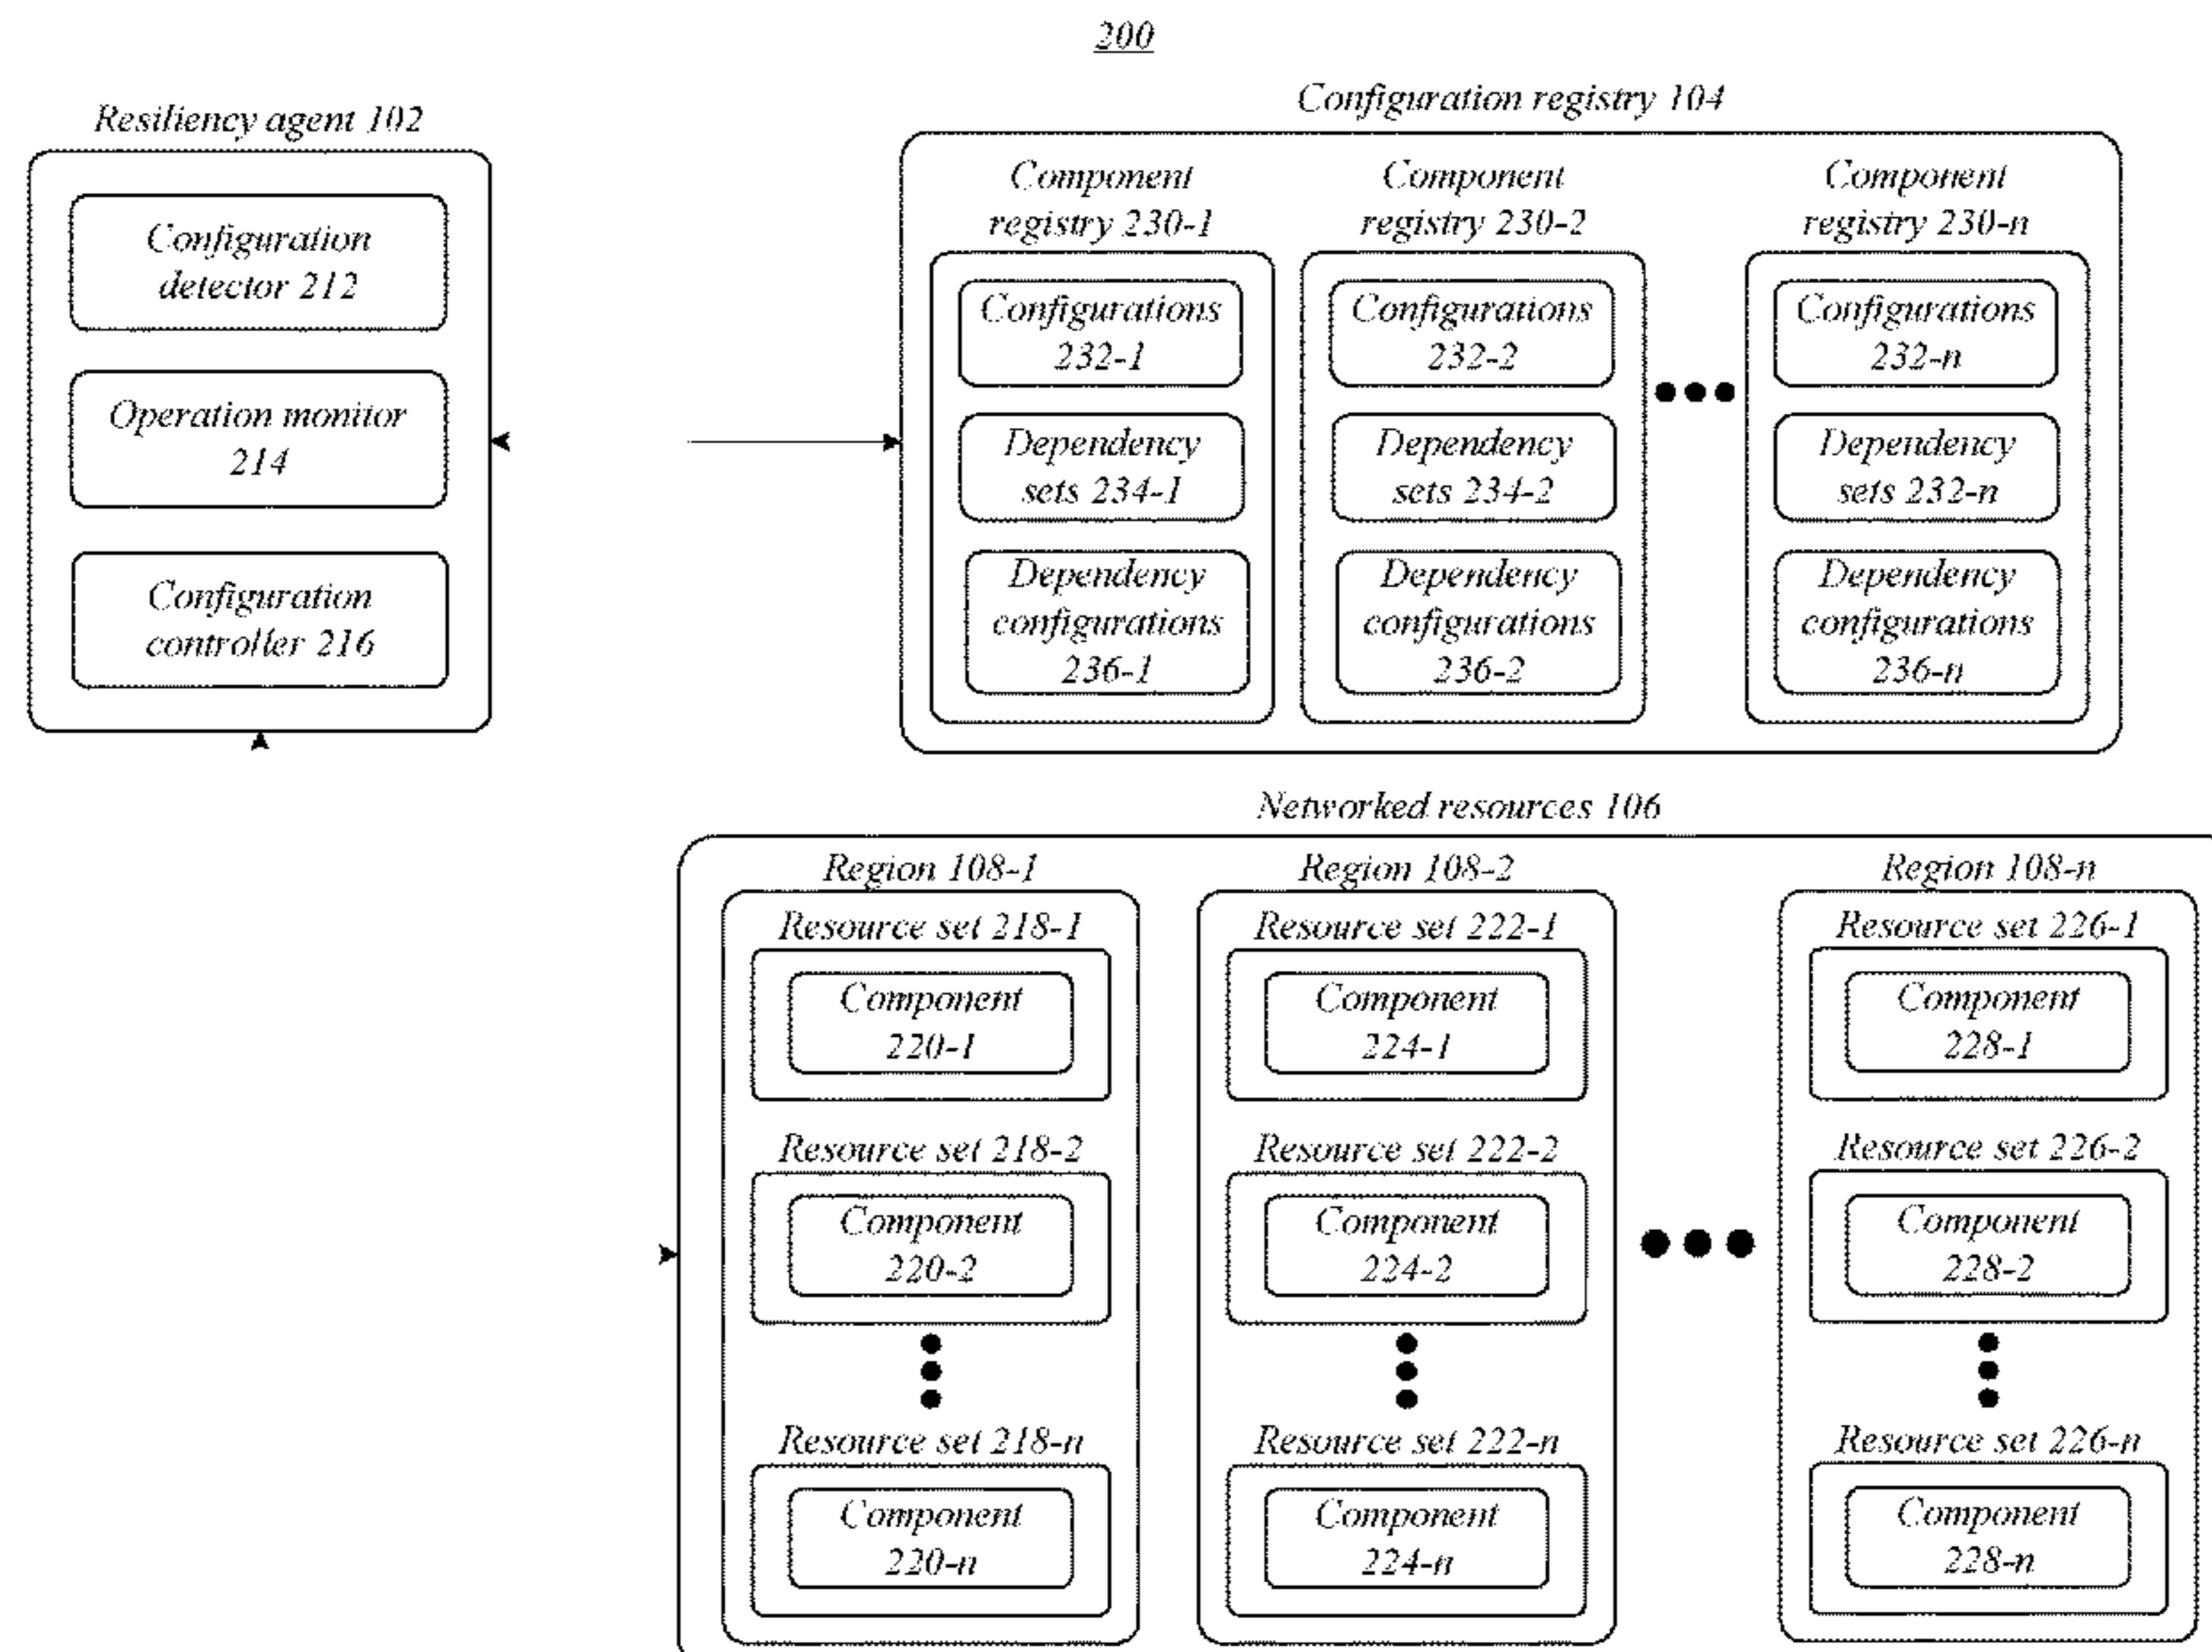 200
Resiliency agent 102
Configuration
detector 212
Operation monitor
214
Configuration
controller 216
Configuration registry 104
Component
registry 230-1
Configurations
232-1
Dependency
sets 234-1
Dependency
configurations
236-1
Component
registry 230-2
Configurations
232-2
Dependency
sets 234-2
Dependency
configurations
236-2
Component
registry 230-n
Configurations
232-n
Dependency
sets 232-n
Dependency
configurations
236-n
Networked resources 106
Region 108-1
Resource set 218-1
Component
220-1
Resource set 218-2
Component
220-2
Resource set 218-n
Component
220-n
Region 108-2
Resource set 222-1
Component
224-1
Resource set 222-2
Component
224-2
Resource set 222-n
Component
224-n
Region 108-n
Resource set 226-1
Component
228-1
Resource set 226-2
Component
228-2
Resource set 226-n
Component
228-n